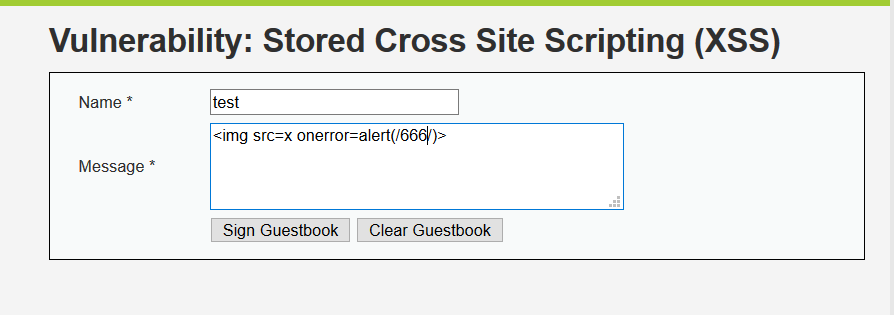 Vulnerability: Stored Cross Site Scripting (XSS)
Name * test
Message * <img src=x onerror=alert(/666/)>
Sign Guestbook Clear Guestbook